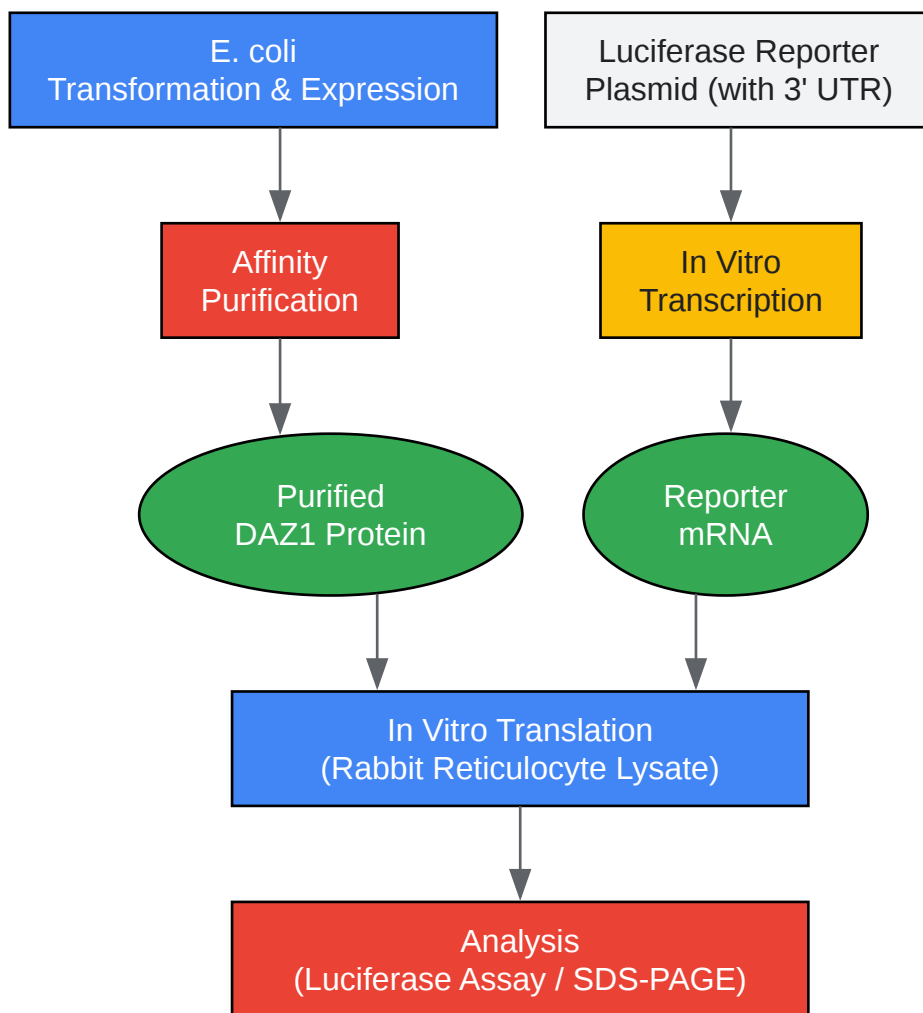 E. coli
Transformation & Expression
Luciferase Reporter
Plasmid (with 3' UTR)
Affinity
Purification
In Vitro
Transcription
Purified
DAZ1 Protein
Reporter
mRNA
In Vitro Translation
(Rabbit Reticulocyte Lysate)
Analysis
(Luciferase Assay / SDS-PAGE)